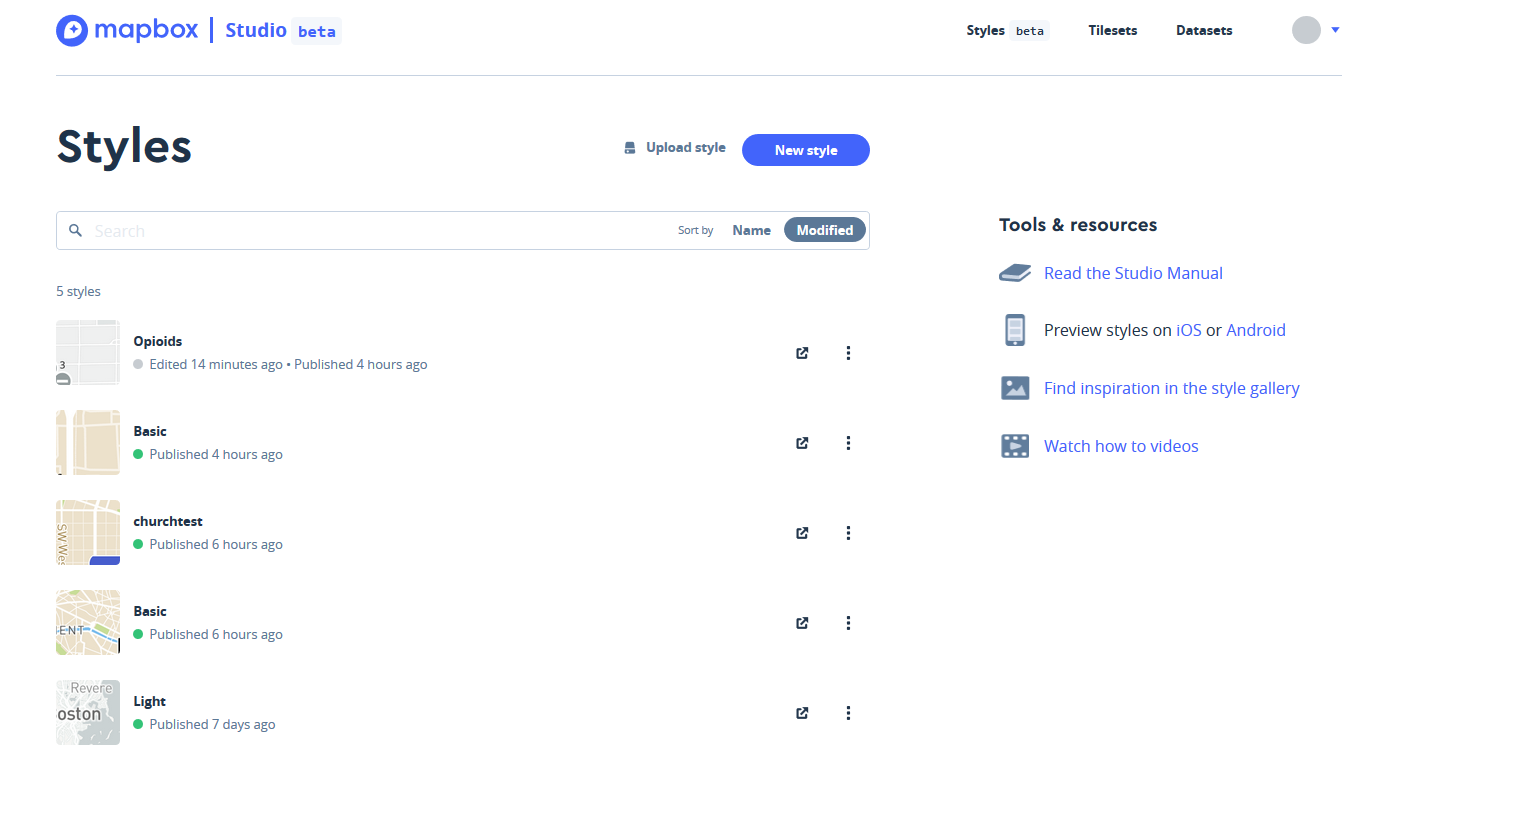 mapbox | Studio beta
Styles beta Tilesets Datasets
Styles
Upload style New style
Search Sort by Name Modified
5 styles
3
Opioids
Edited 14 minutes ago • Published 4 hours ago
Basic
Published 4 hours ago
SW Wes
churchtest
Published 6 hours ago
ENT
Basic
Published 6 hours ago
Revere
oston
Light
Published 7 days ago
Tools & resources
Read the Studio Manual
Preview styles on iOS or Android
Find inspiration in the style gallery
Watch how to videos